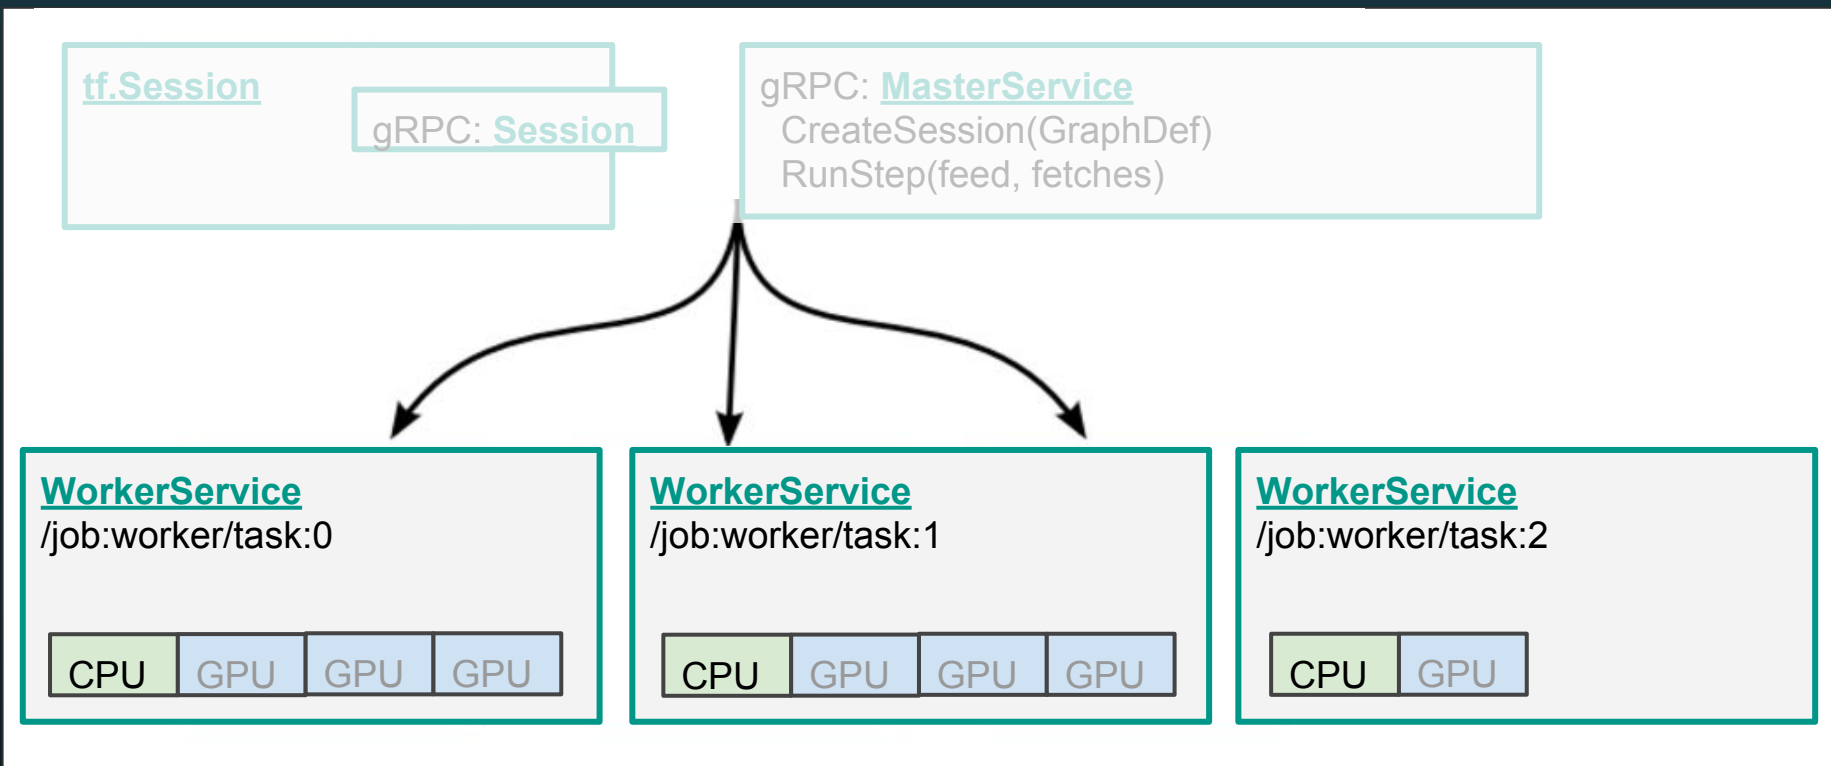 tf.Session
gRPC: Session
gRPC: MasterService
CreateSession(GraphDef)
RunStep(feed, fetches)
WorkerService
/job:worker/task:0
CPU GPU GPU GPU
WorkerService
/job:worker/task:1
CPU GPU GPU GPU
WorkerService
/job:worker/task:2
CPU GPU